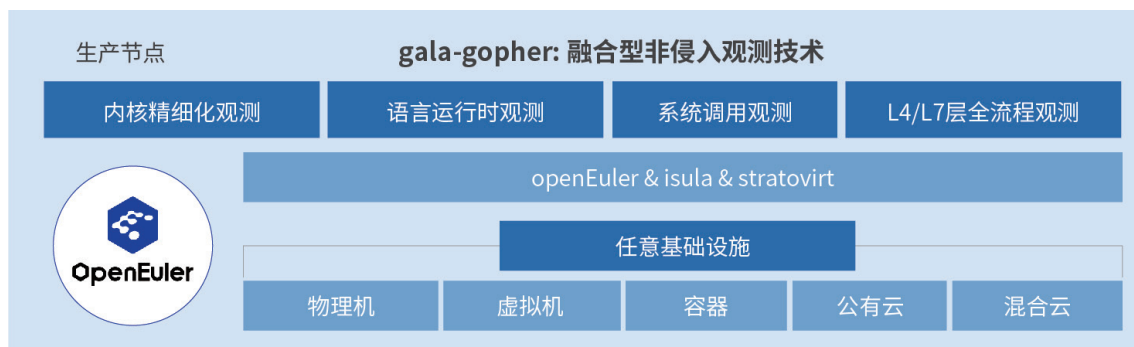 生产节点
gala-gopher: 融合型非侵入观测技术
内核精细化观测
语言运行时观测
系统调用观测
L4/L7层全流程观测
openEuler & isula & stratovirt
OpenEuler
任意基础设施
物理机
虚拟机
容器
公有云
混合云